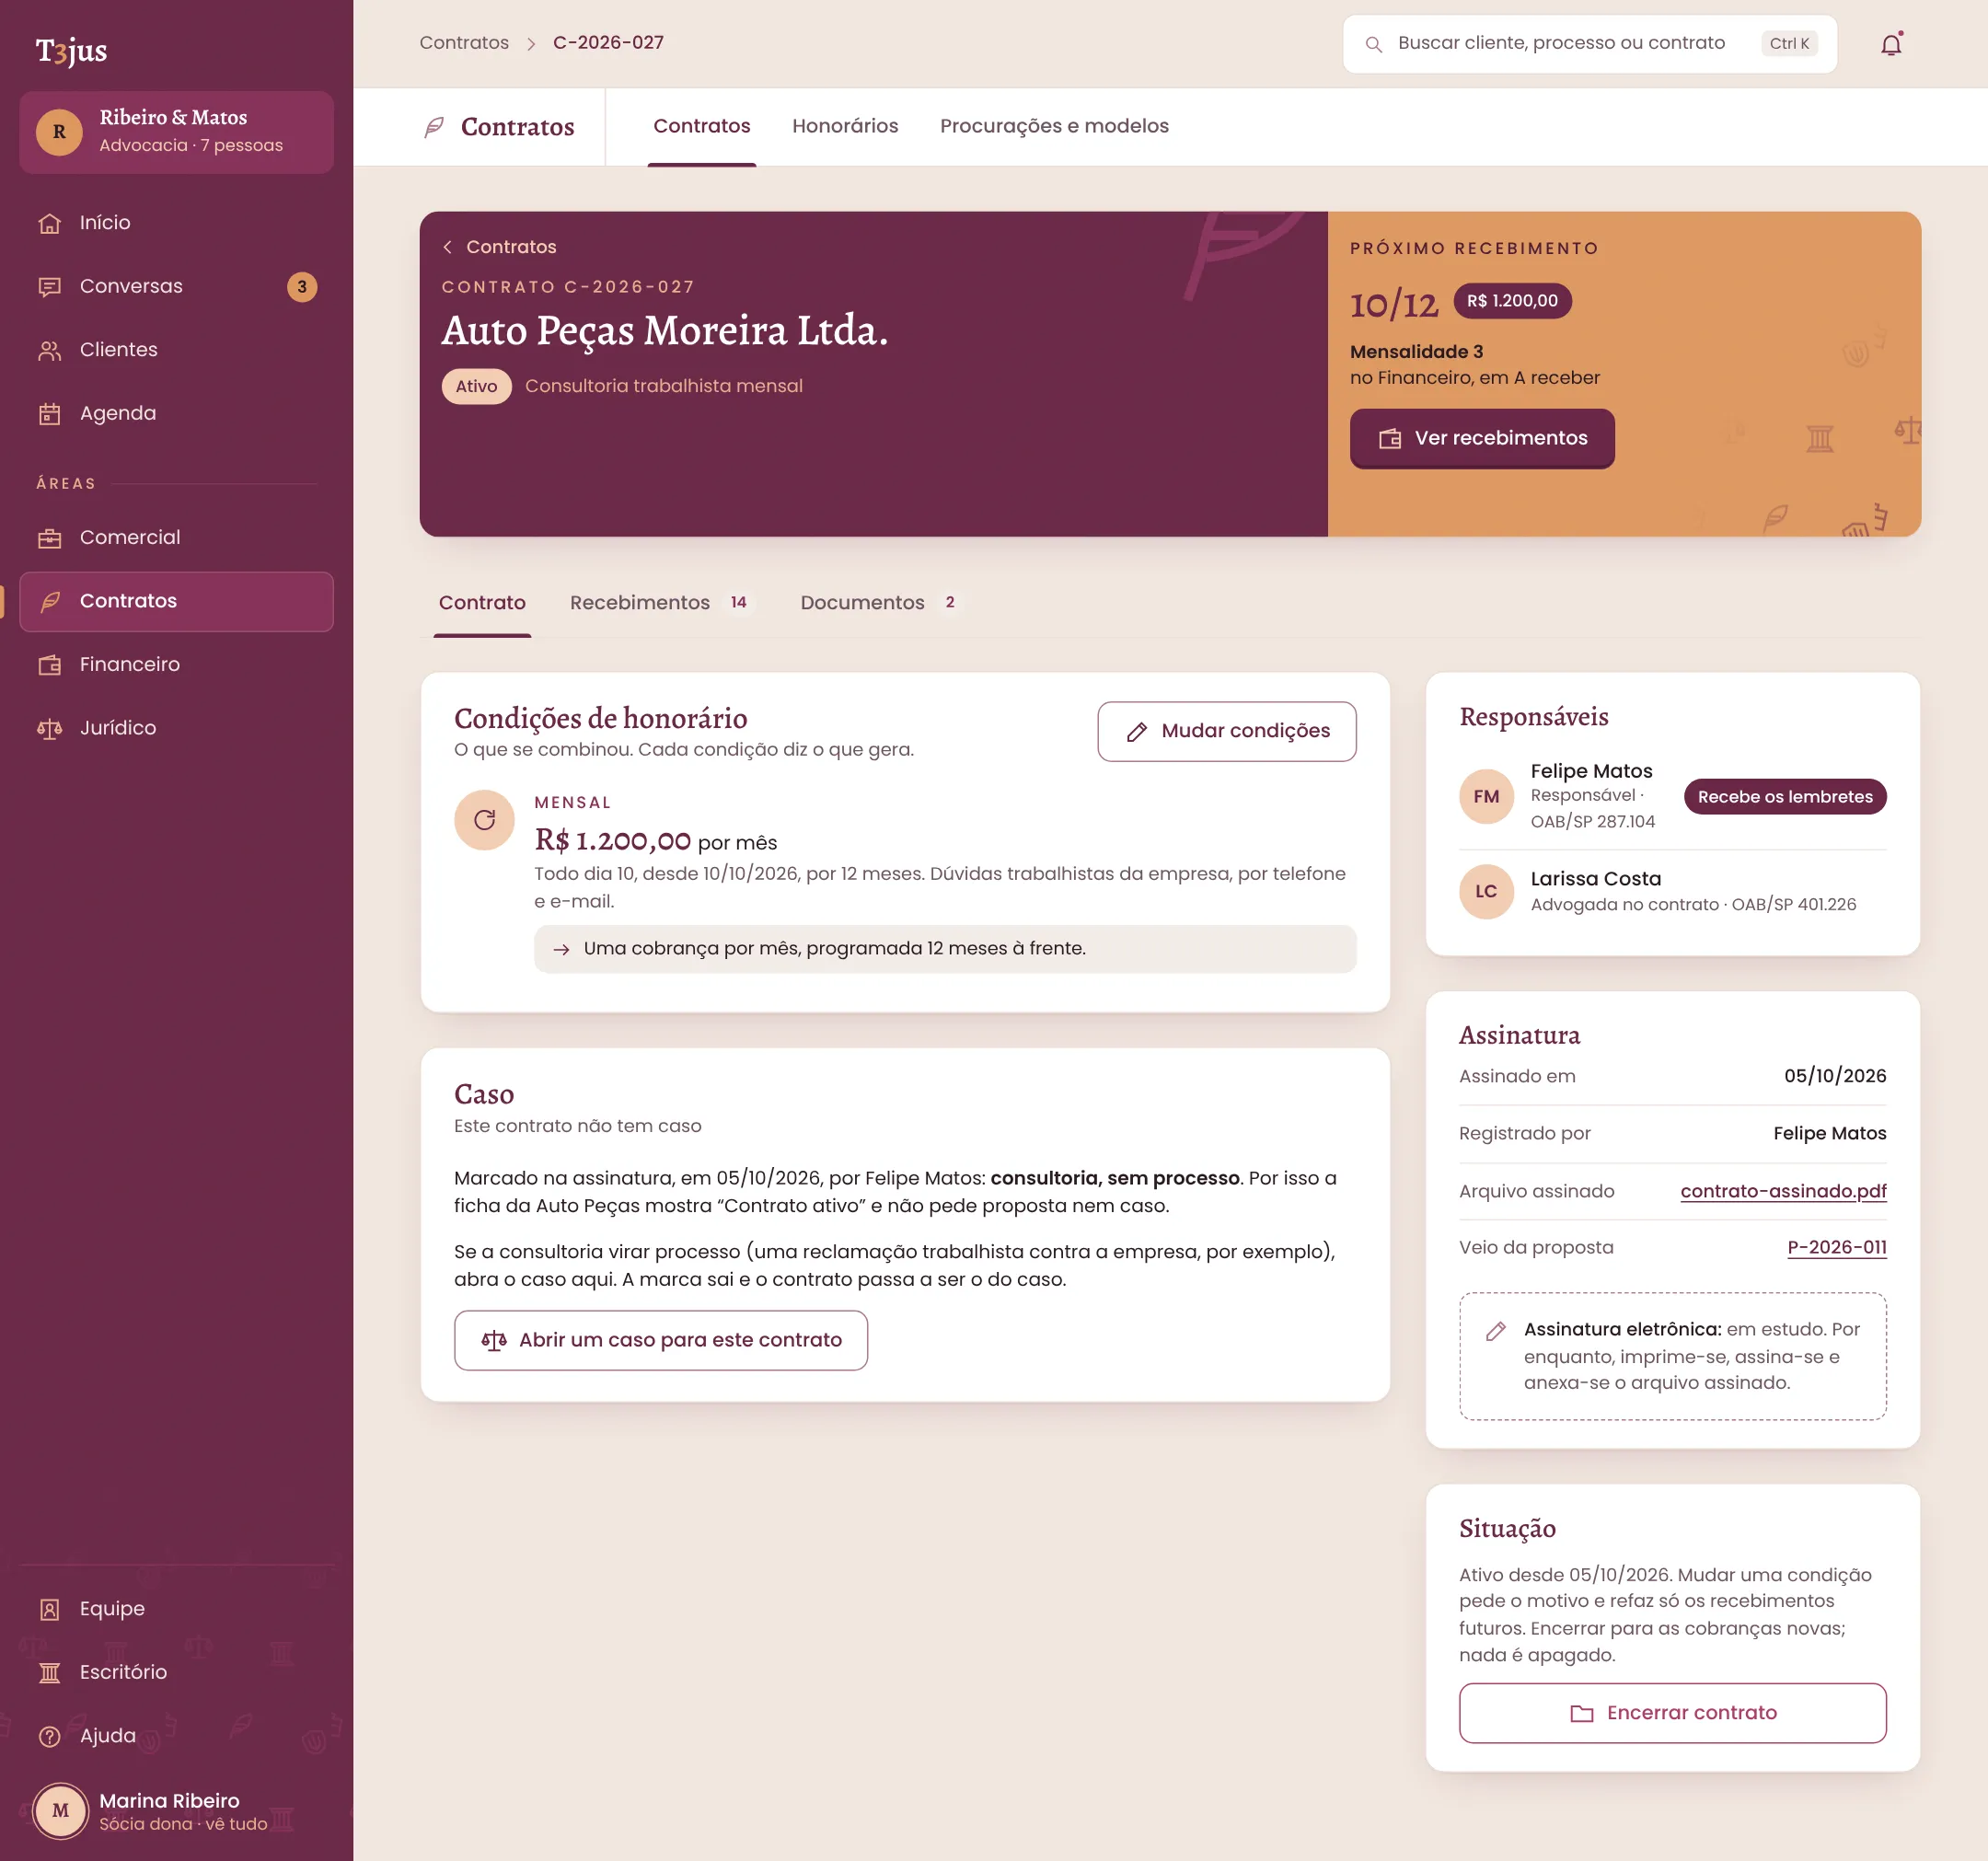 T3jus
R
Ribeiro & Matos
Advocacia · 7 pessoas
Início
Conversas
3
Clientes
Agenda
ÁREAS
Comercial
Contratos
Financeiro
Jurídico
Equipe
Escritório
Ajuda
M
Marina Ribeiro
Sócia dona · vê tudo
Contratos > C-2026-027
Buscar cliente, processo ou contrato
Ctrl K
Contratos
Contratos
Honorários
Procurações e modelos
Contratos
CONTRATO C-2026-027
Auto Peças Moreira Ltda.
Ativo
Consultoria trabalhista mensal
PRÓXIMO RECEBIMENTO
10/12
R$ 1.200,00
Mensalidade 3
no Financeiro, em A receber
Ver recebimentos
Contrato
Recebimentos 14
Documentos 2
Condições de honorário
O que se combinou. Cada condição diz o que gera.
Mudar condições
MENSAL
R$ 1.200,00 por mês
Todo dia 10, desde 10/10/2026, por 12 meses. Dúvidas trabalhistas da empresa, por telefone
e e-mail.
→ Uma cobrança por mês, programada 12 meses à frente.
Caso
Este contrato não tem caso
Marcado na assinatura, em 05/10/2026, por Felipe Matos: consultoria, sem processo. Por isso a
ficha da Auto Peças mostra “Contrato ativo” e não pede proposta nem caso.
Se a consultoria virar processo (uma reclamação trabalhista contra a empresa, por exemplo),
abra o caso aqui. A marca sai e o contrato passa a ser o do caso.
Abrir um caso para este contrato
Responsáveis
FM
Felipe Matos
Responsável ·
OAB/SP 287.104
Recebe os lembretes
LC
Larissa Costa
Advogada no contrato · OAB/SP 401.226
Assinatura
Assinado em 05/10/2026
Registrado por Felipe Matos
Arquivo assinado contrato-assinado.pdf
Veio da proposta P-2026-011
Assinatura eletrônica: em estudo. Por
enquanto, imprime-se, assina-se e
anexa-se o arquivo assinado.
Situação
Ativo desde 05/10/2026. Mudar uma condição
pede o motivo e refaz só os recebimentos
futuros. Encerrar para as cobranças novas;
nada é apagado.
Encerrar contrato